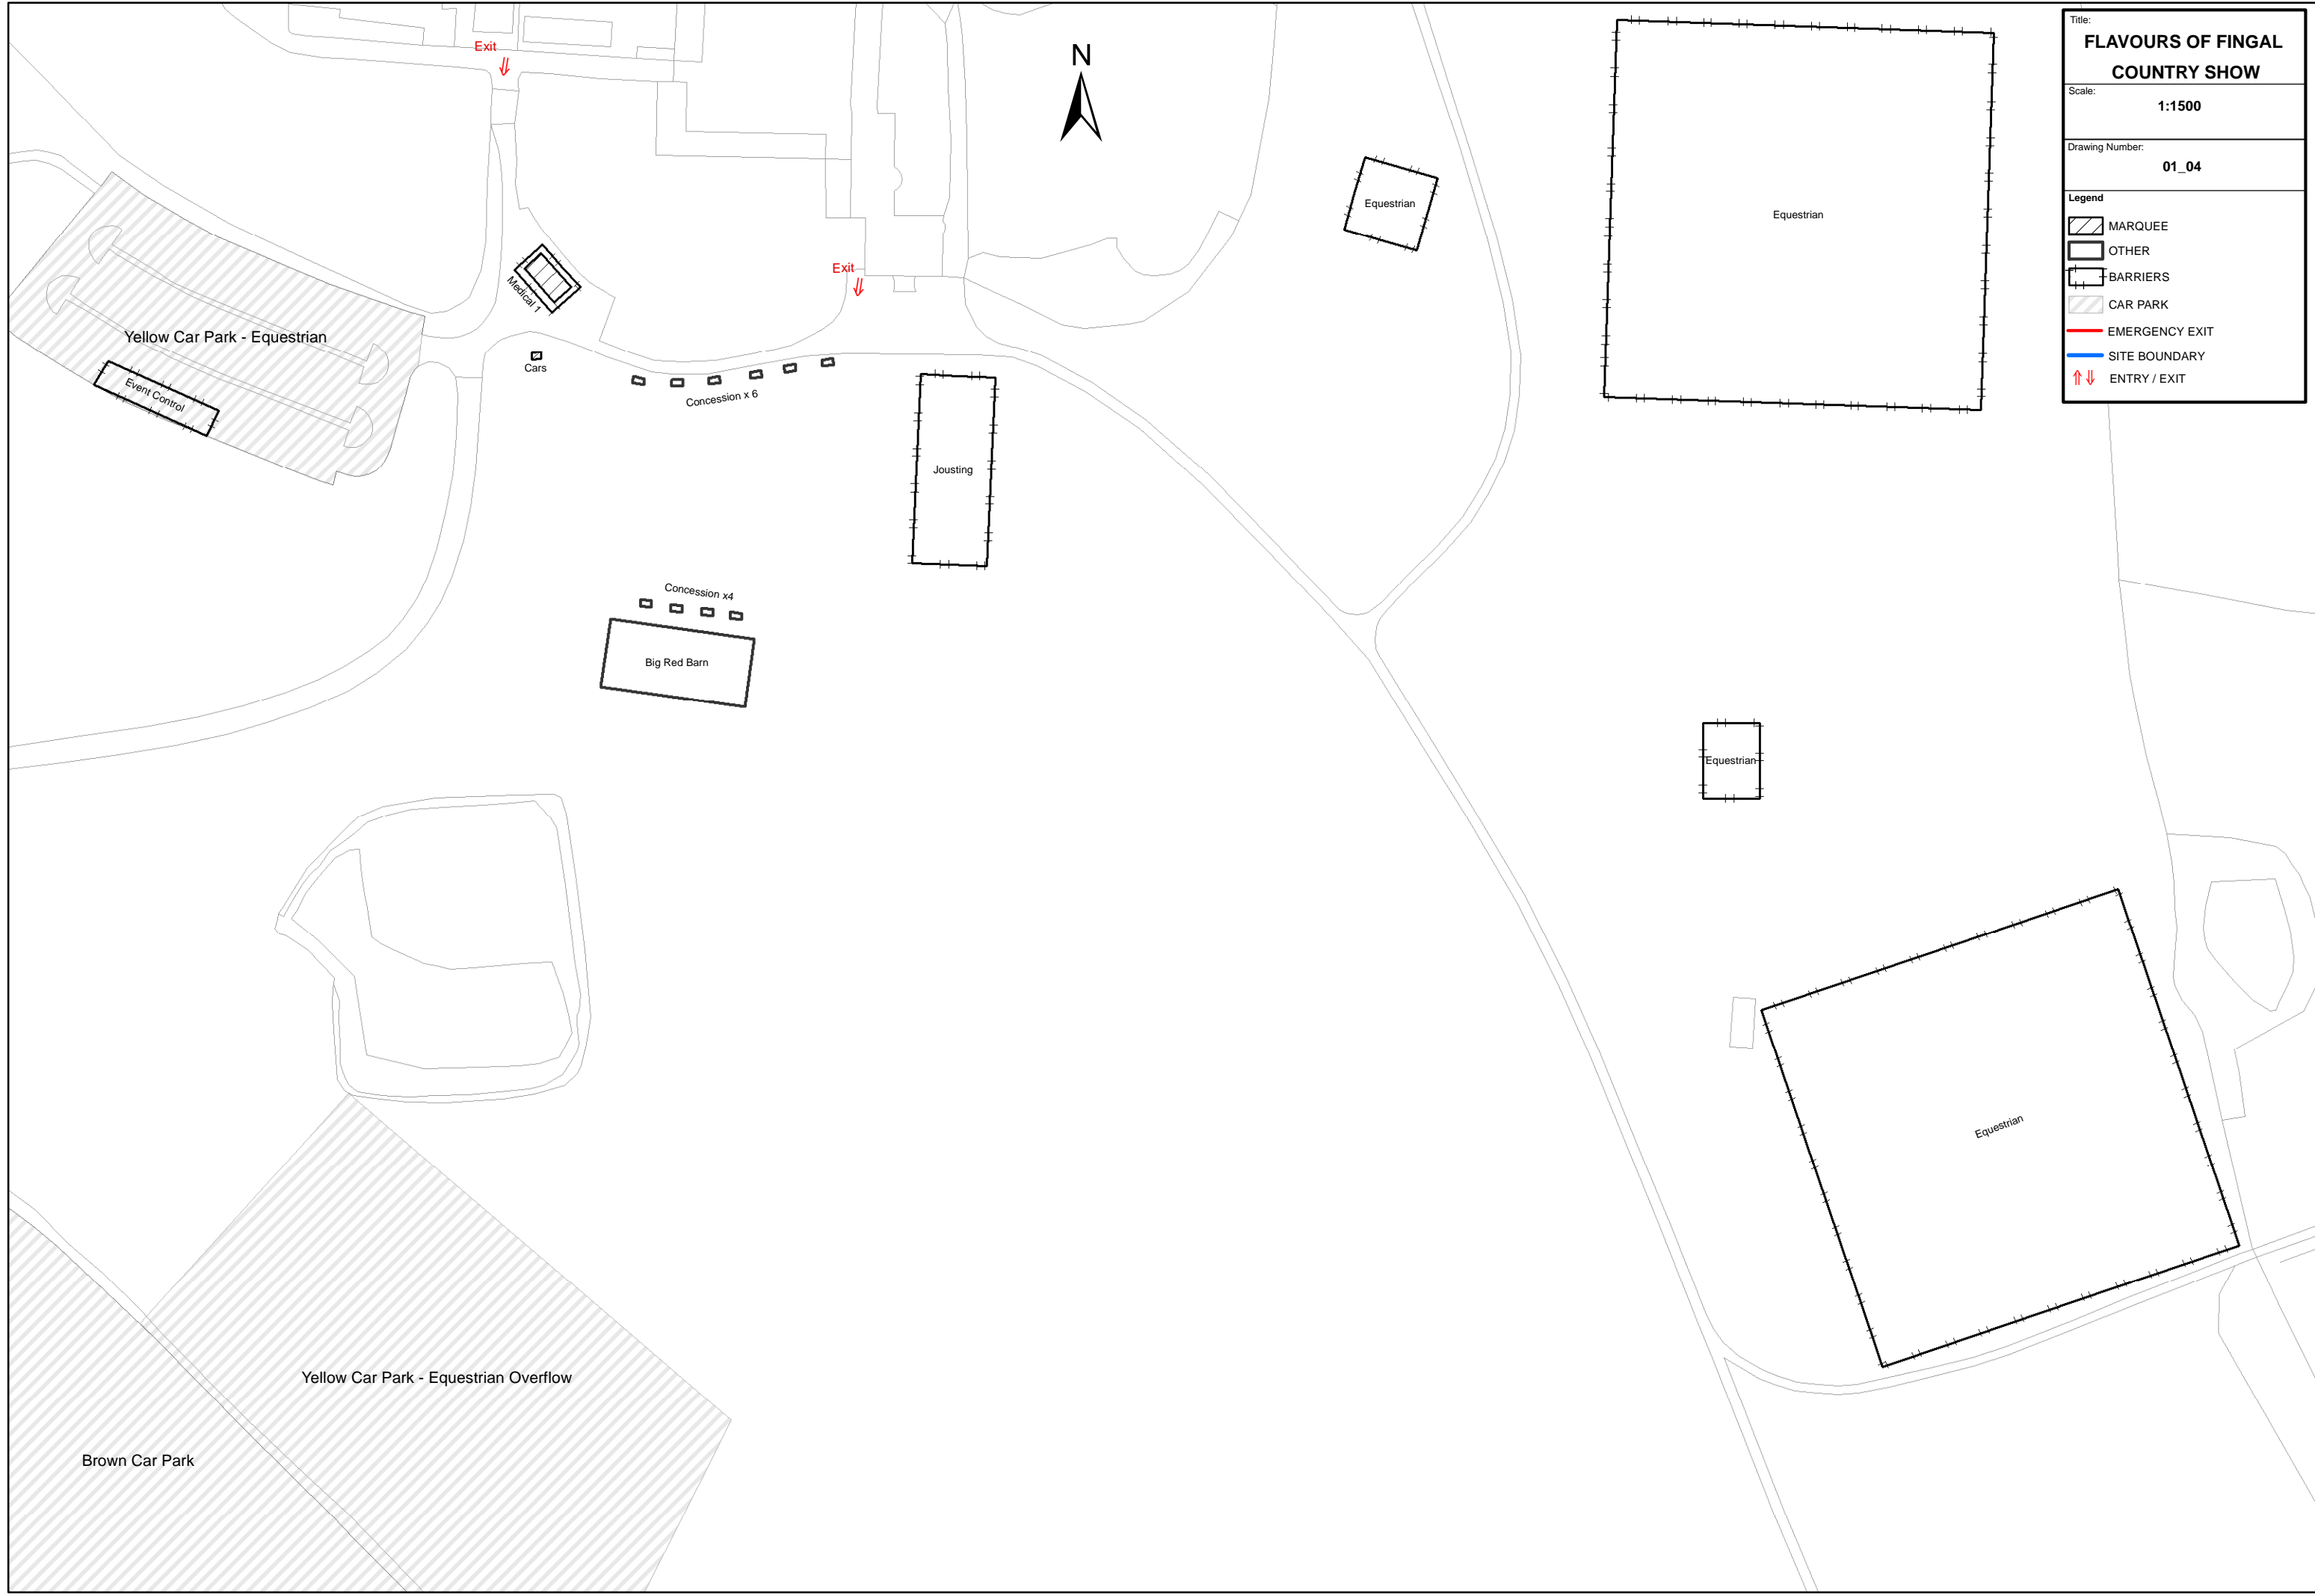 Exit
N
Exit
Equestrian
Equestrian
Medical 1
Yellow Car Park - Equestrian
Event Control
Cars
Concession x 6
Jousting
Concession x4
Big Red Barn
Equestrian
Equestrian
Yellow Car Park - Equestrian Overflow
Brown Car Park
Title:
FLAVOURS OF FINGAL
COUNTRY SHOW
Scale:
1:1500
Drawing Number:
01_04
Legend
MARQUEE
OTHER
BARRIERS
CAR PARK
EMERGENCY EXIT
SITE BOUNDARY
ENTRY / EXIT